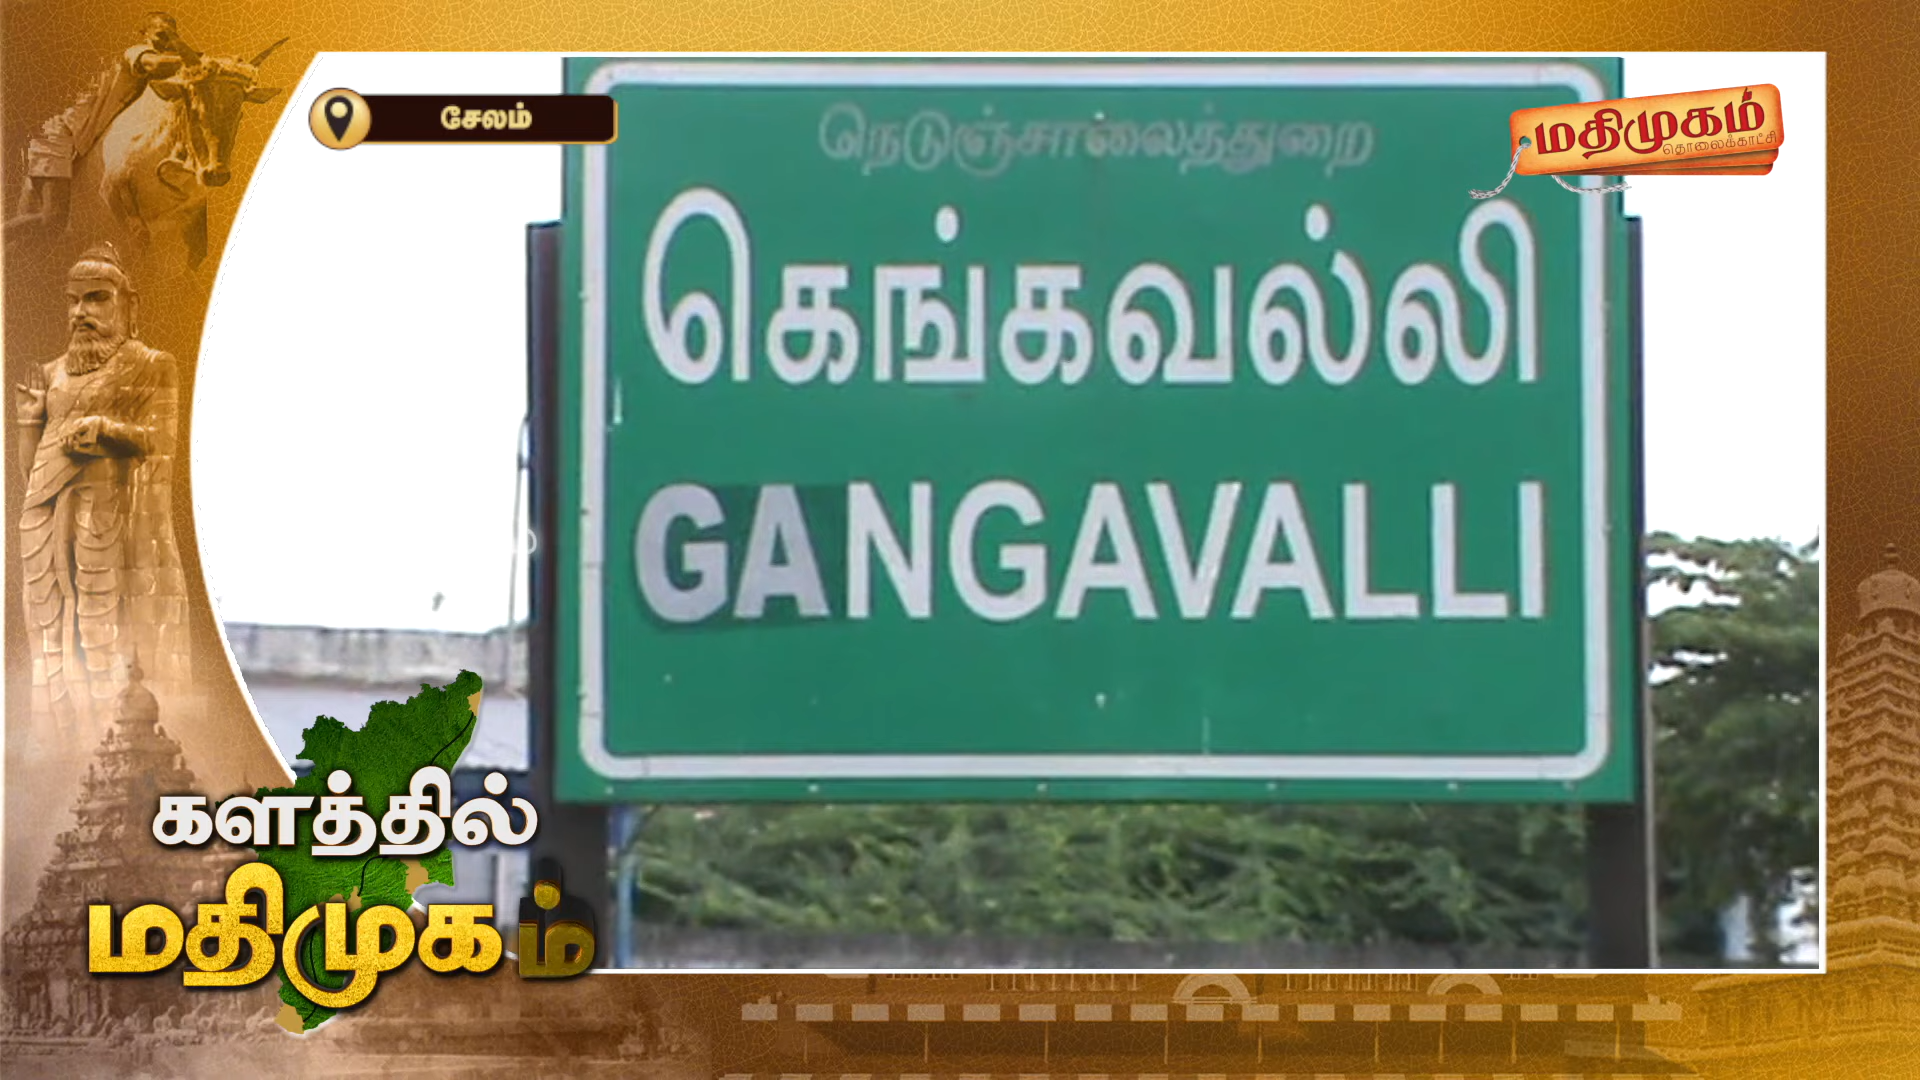 சேலம்
மதிமுகம்
தொலைக்காட்சி
நெடுஞ்சாலைத்துறை
கெங்கவல்லி
GANGAVALLI
களத்தில்
மதிமுகம்